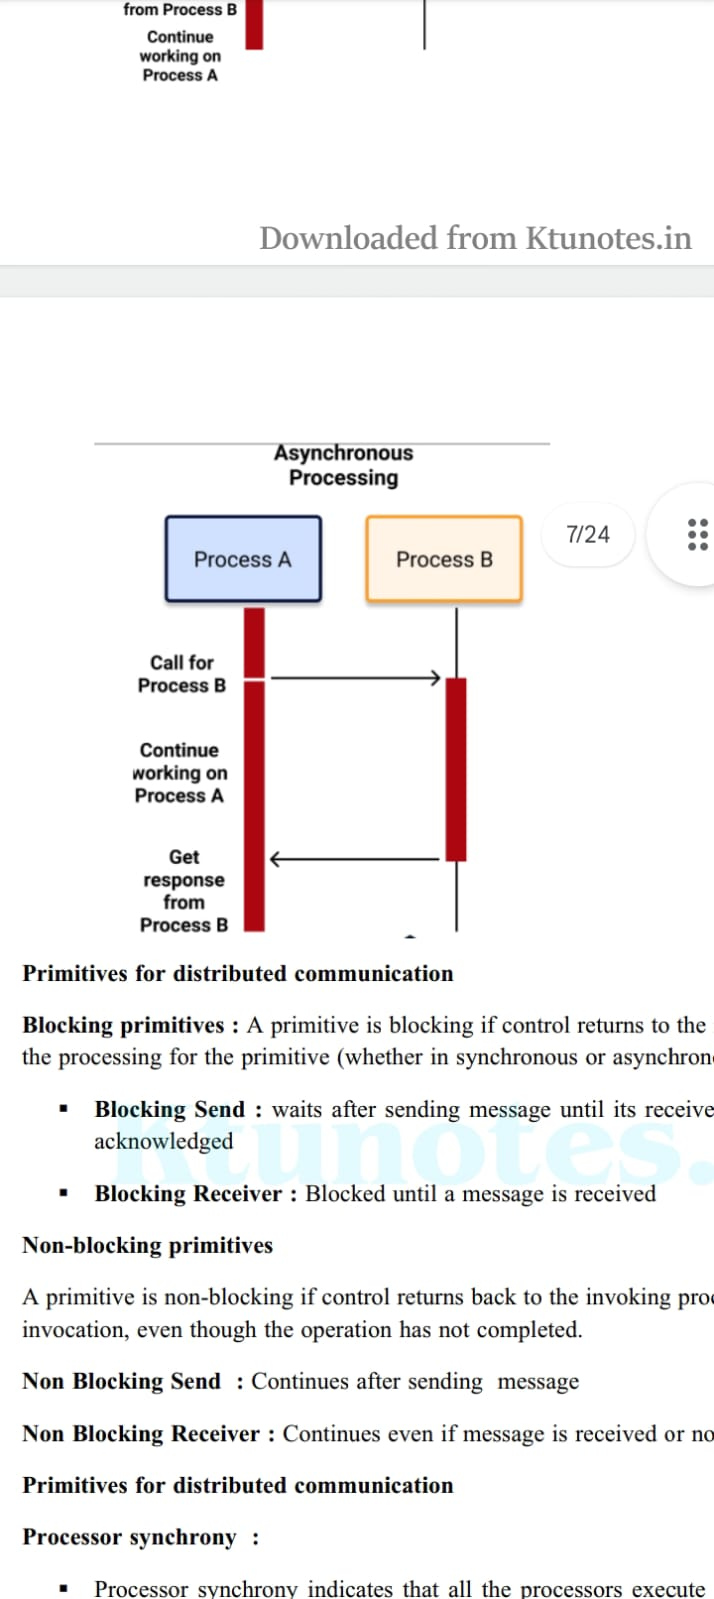 from Process B
Continue
working on
Process A
Downloaded from Ktunotes.in
Asynchronous
Processing
7/24
Process A
Process B
Call for
Process B
Continue
working on
Process A
Get
response
from
Process B
Primitives for distributed communication
Blocking primitives : A primitive is blocking if control returns to the
the processing for the primitive (whether in synchronous or asynchron
▪ Blocking Send : waits after sending message until its receive
acknowledged
▪ Blocking Receiver : Blocked until a message is received
Ktunotes.
Non-blocking primitives
A primitive is non-blocking if control returns back to the invoking pro
invocation, even though the operation has not completed.
Non Blocking Send : Continues after sending message
Non Blocking Receiver : Continues even if message is received or no
Primitives for distributed communication
Processor synchrony :
▪ Processor synchrony indicates that all the processors execute